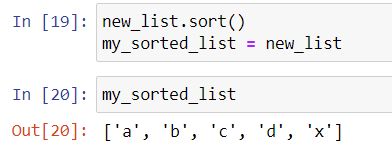 In [19]: new_list.sort()
my_sorted_list = new_list
In [20]: my_sorted_list
Out[20]: ['a', 'b', 'c', 'd', 'x']